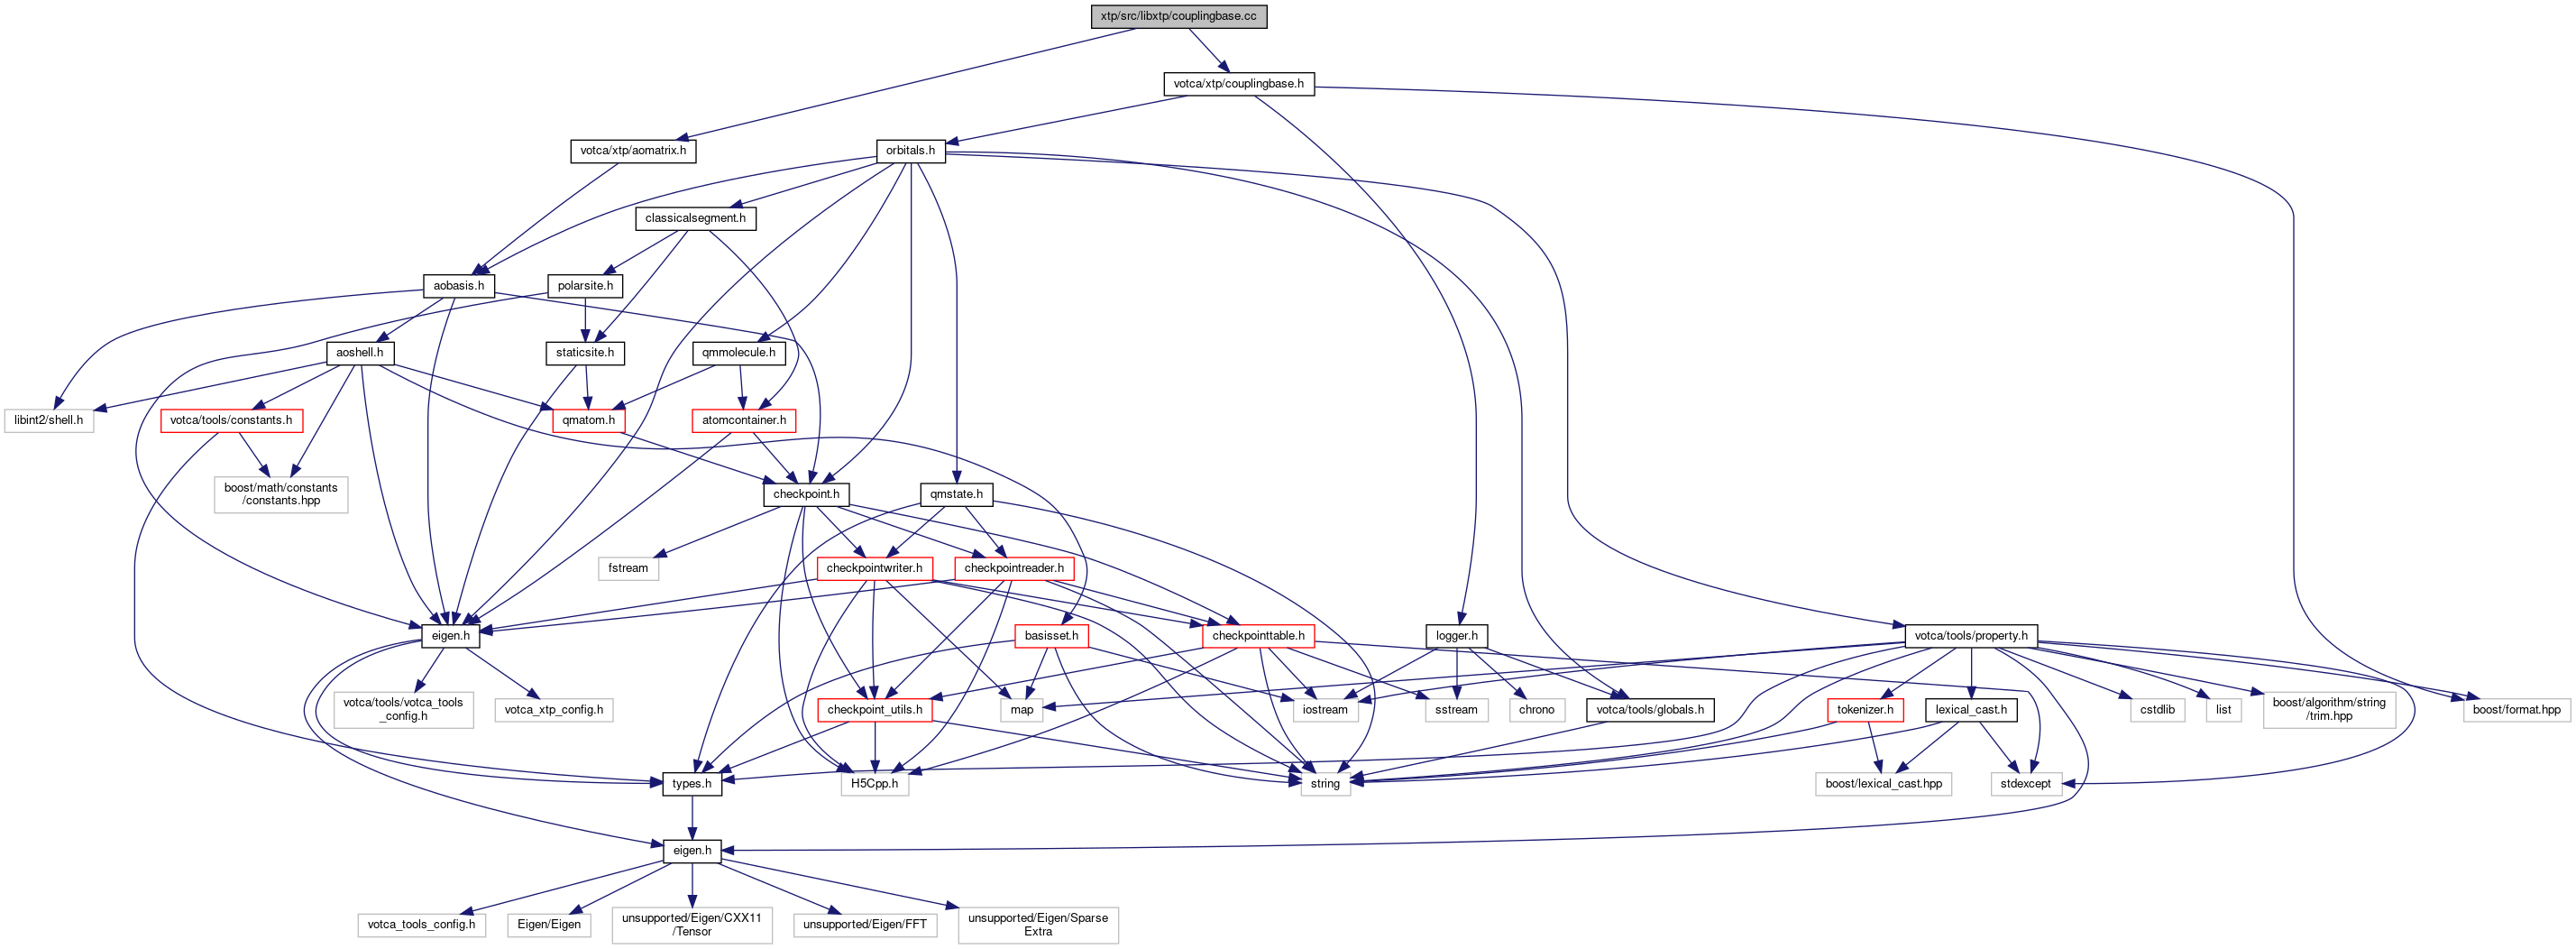 xtp/src/libxtp/couplingbase.cc
votca/xtp/couplingbase.h
votca/xtp/aomatrix.h
orbitals.h
classicalsegment.h
aobasis.h
polarsite.h
aoshell.h
staticsite.h
qmmolecule.h
libint2/shell.h
votca/tools/constants.h
qmatom.h
atomcontainer.h
boost/math/constants
/constants.hpp
checkpoint.h
qmstate.h
fstream
checkpointwriter.h
checkpointreader.h
eigen.h
basisset.h
checkpointtable.h
logger.h
votca/tools/property.h
votca/tools/votca_tools
_config.h
votca_xtp_config.h
checkpoint_utils.h
map
iostream
sstream
chrono
votca/tools/globals.h
tokenizer.h
lexical_cast.h
cstdlib
list
boost/algorithm/string
/trim.hpp
boost/format.hpp
types.h
H5Cpp.h
string
boost/lexical_cast.hpp
stdexcept
eigen.h
votca_tools_config.h
Eigen/Eigen
unsupported/Eigen/CXX11
/Tensor
unsupported/Eigen/FFT
unsupported/Eigen/Sparse
Extra